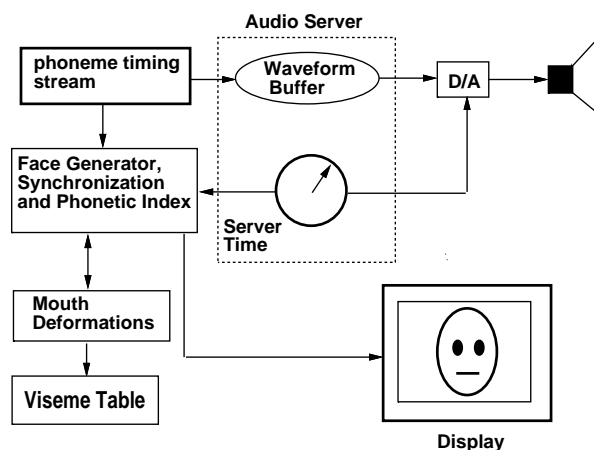 Audio Server
phoneme timing
stream
Waveform
Buffer
D/A
Face Generator,
Synchronization
and Phonetic Index
Server
Time
Mouth
Deformations
Viseme Table
Display